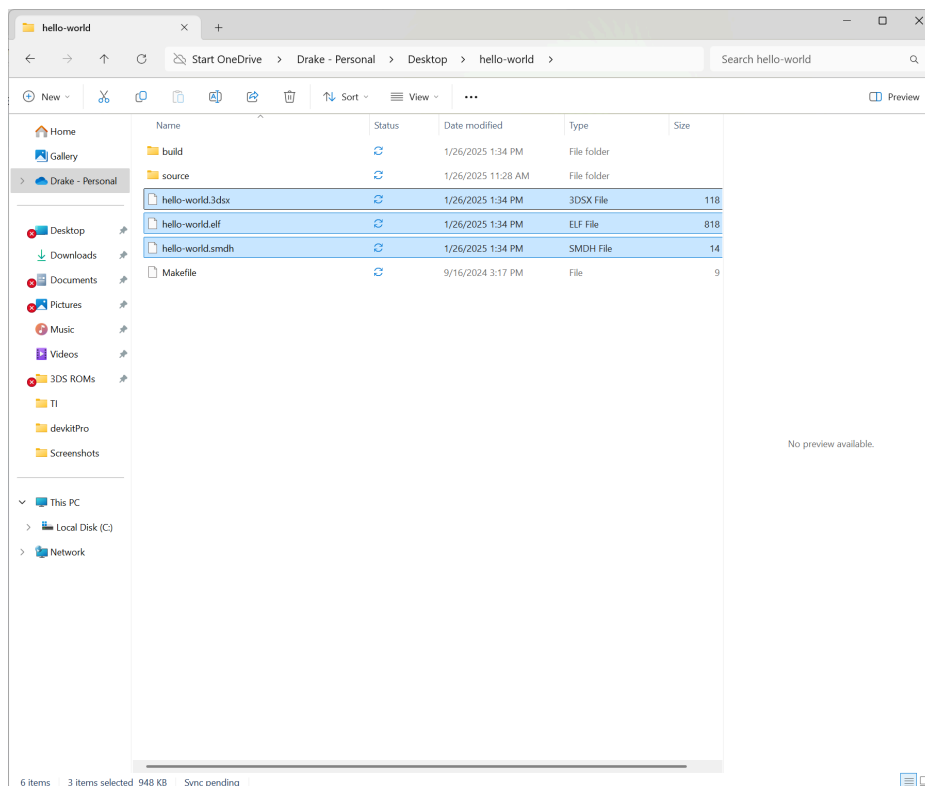 hello-world
Start OneDrive > Drake - Personal > Desktop > hello-world >
Search hello-world
New
Sort
View
Preview
Home
Gallery
Drake - Personal
Desktop
Downloads
Documents
Pictures
Music
Videos
3DS ROMs
TI
devkitPro
Screenshots
This PC
Local Disk (C:)
Network
Name Status Date modified Type Size
build 1/26/2025 1:34 PM File folder
source 1/26/2025 11:28 AM File folder
hello-world.3dsx 1/26/2025 1:34 PM 3DSX File 118
hello-world.elf 1/26/2025 1:34 PM ELF File 818
hello-world.smdh 1/26/2025 1:34 PM SMDH File 14
Makefile 9/16/2024 3:17 PM File 9
No preview available.
6 items 3 items selected 948 KB Sync pending